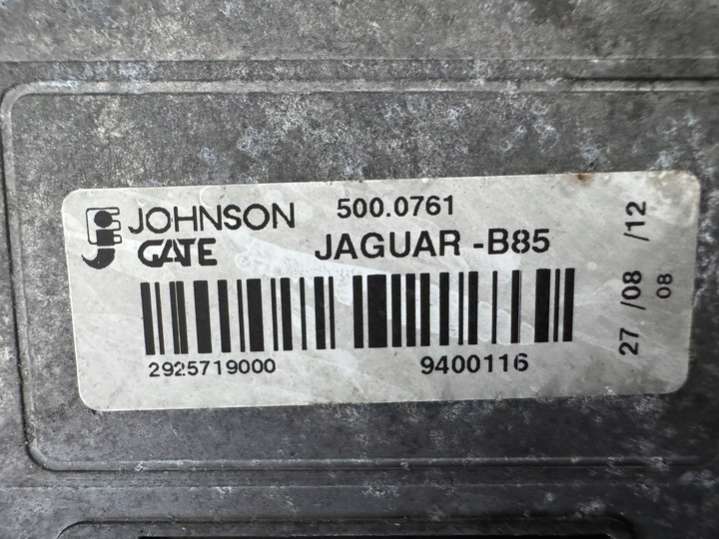 JOHNSON
GATE
500.0761
JAGUAR -B85
2925719000
9400116
27 /08 /12
08